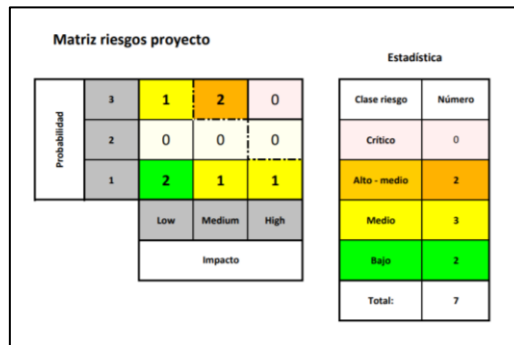 Matriz riesgos proyecto
Estadística
Probabilidad
3 1 2 0
2 0 0 0
1 2 1 1
Low Medium High
Impacto
Clase riesgo Número
Crítico 0
Alto - medio 2
Medio 3
Bajo 2
Total: 7